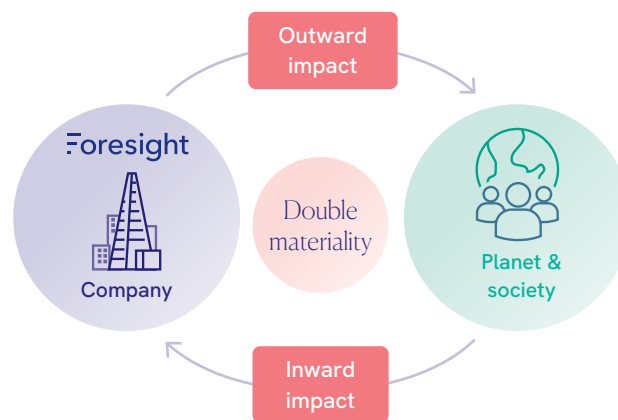 Outward
impact
Foresight
Company
Double
materiality
Planet &
society
Inward
impact